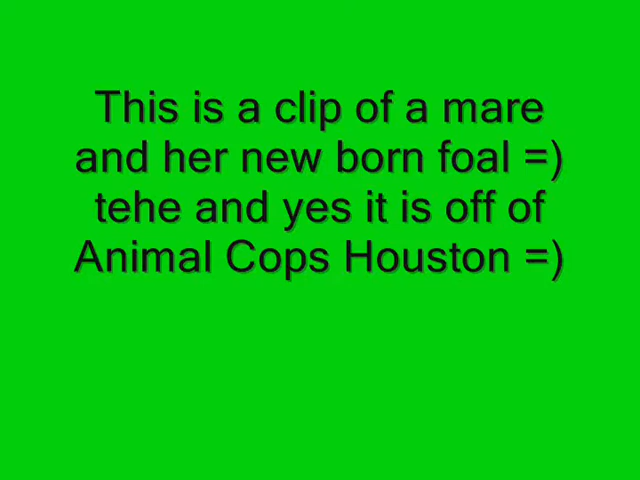 This is a clip of a mare
and her new born foal =)
tehe and yes it is off of
Animal Cops Houston =)